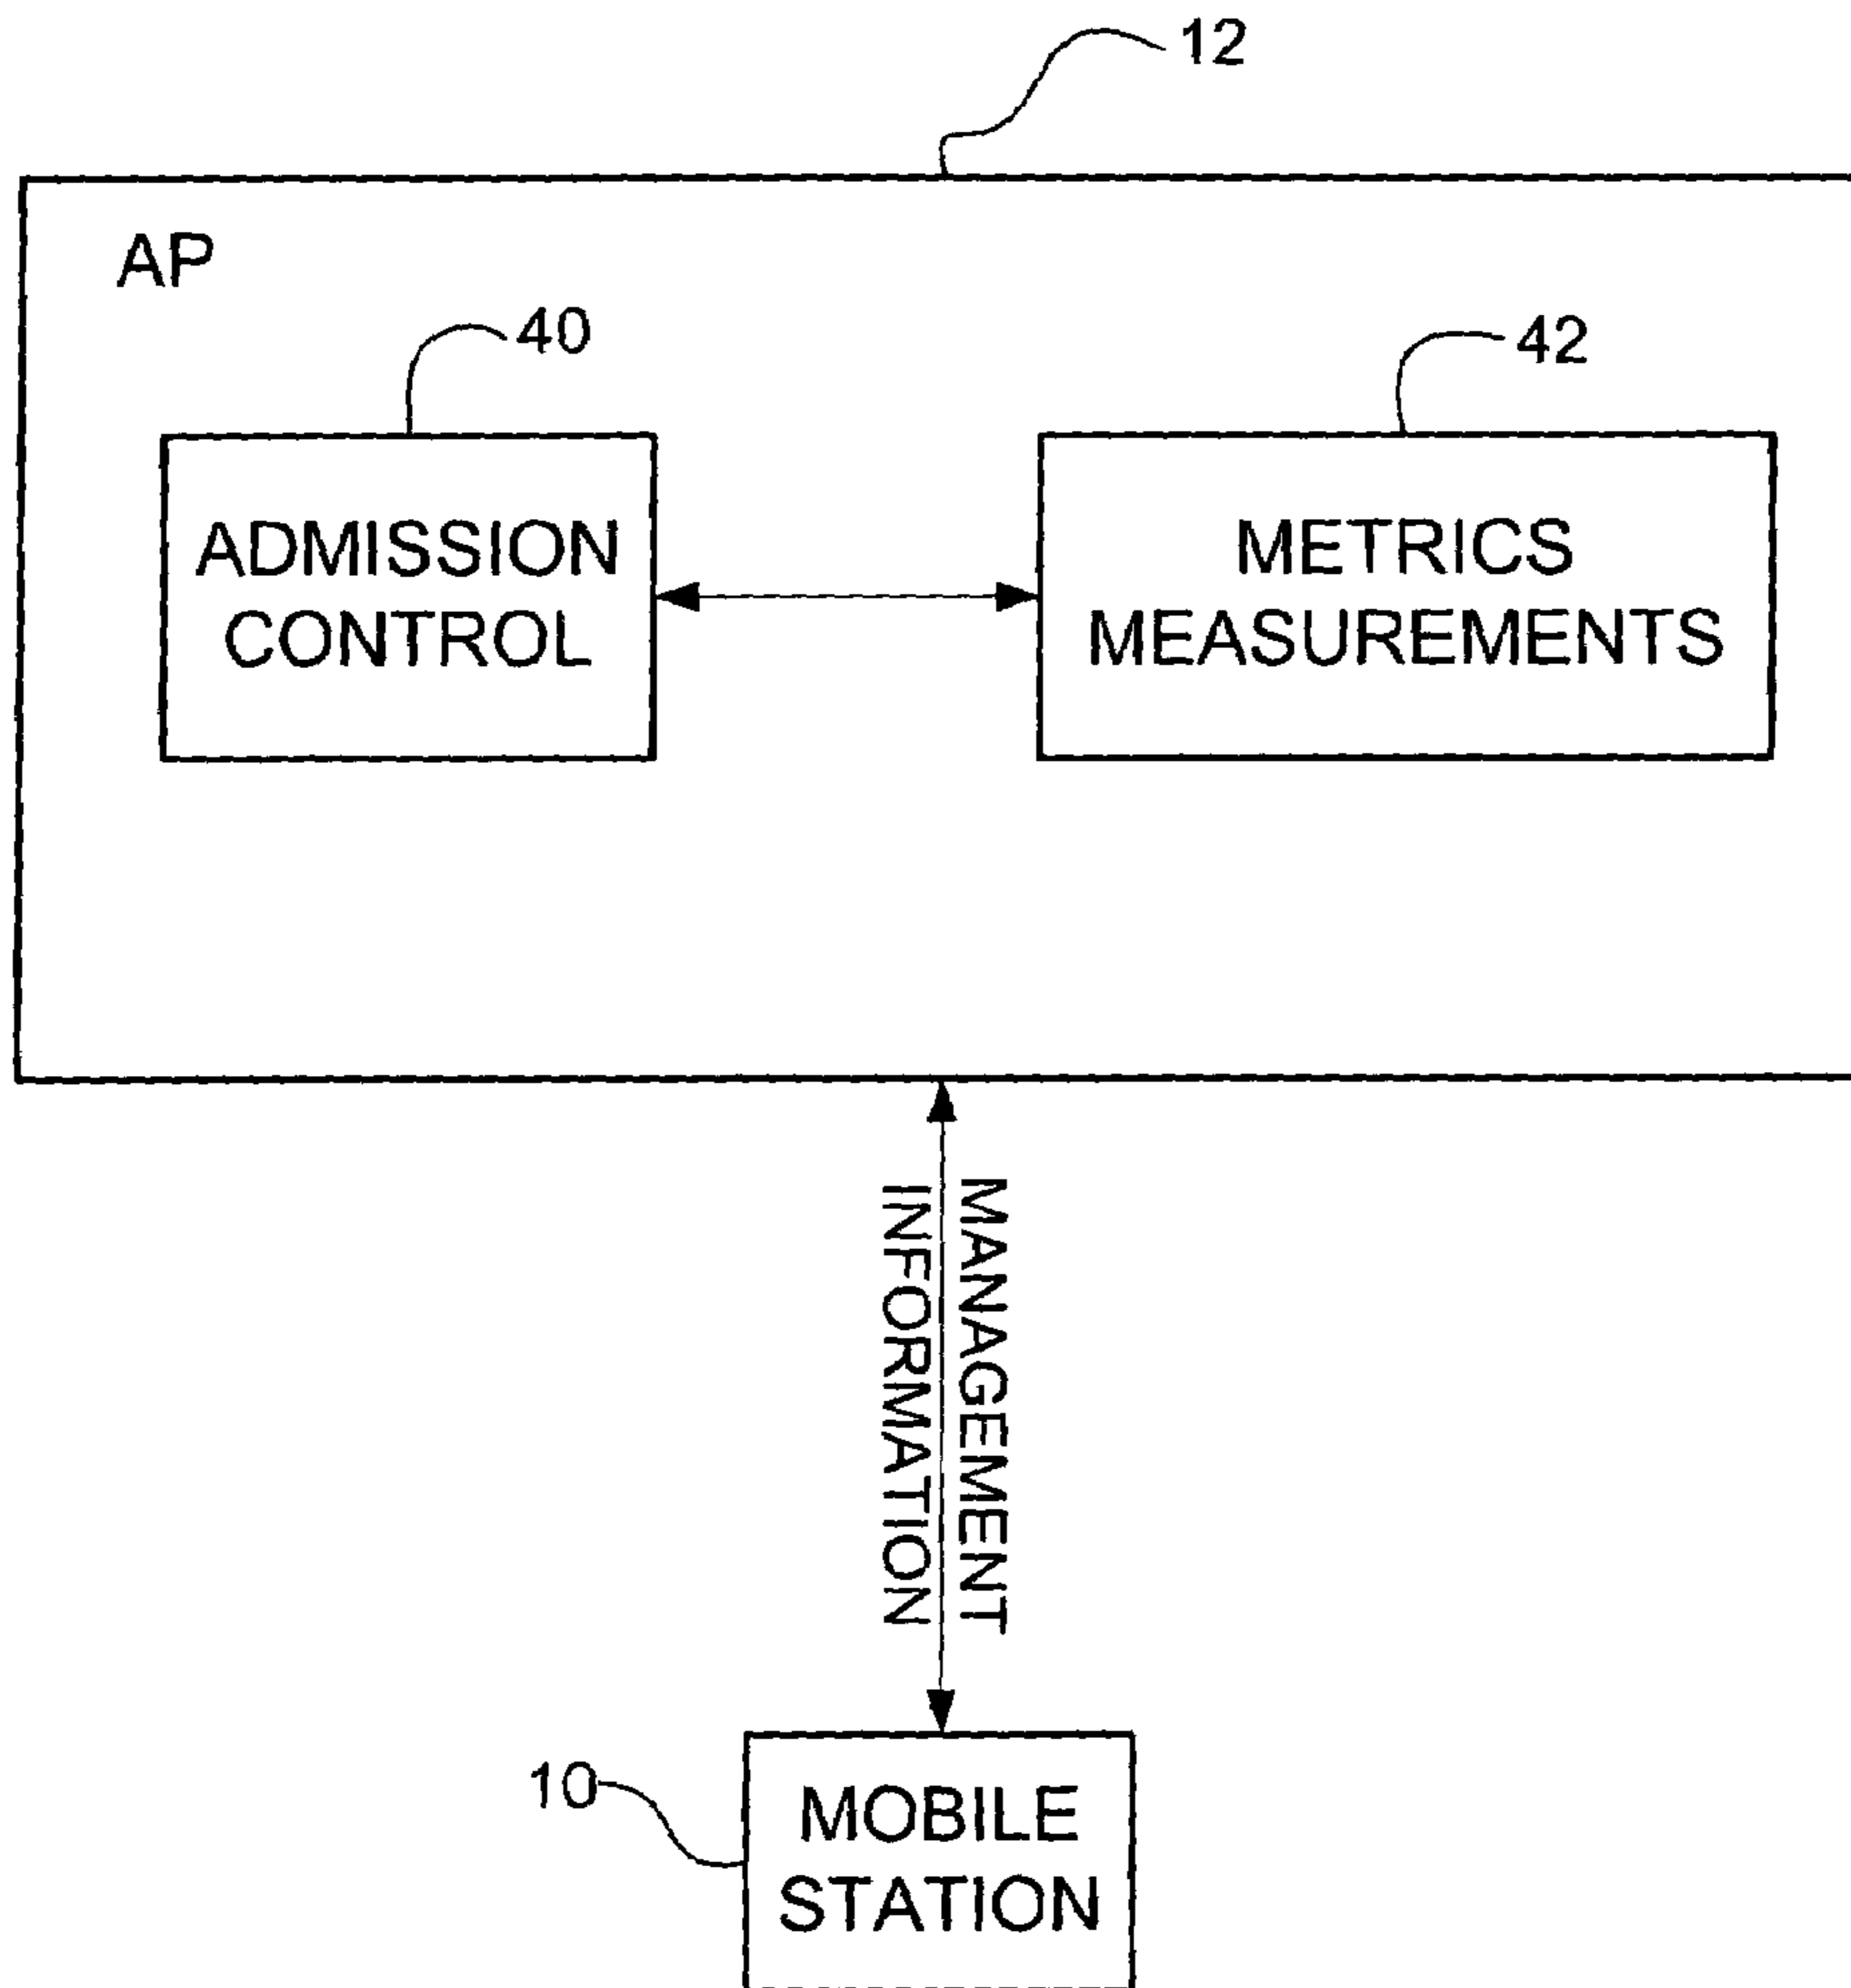 12
AP
40
42
ADMISSION
CONTROL
METRICS
MEASUREMENTS
MANAGEMENT
INFORMATION
10
MOBILE
STATION